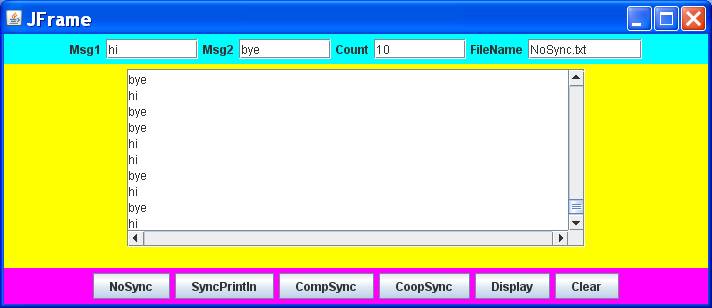 JFrame
Msg1 hi Msg2 bye Count 10 FileName NoSync.txt
bye
hi
bye
bye
hi
hi
bye
hi
bye
hi
NoSync SyncPrintln CompSync CoopSync Display Clear